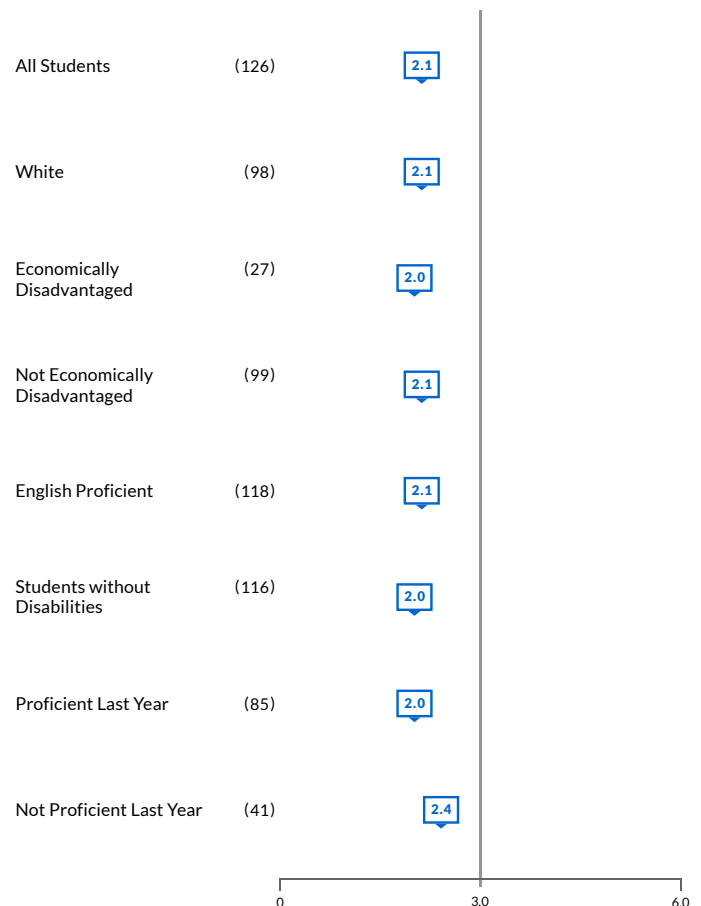 All Students (126) 2.1
White (98) 2.1
Economically (27)
Disadvantaged 2.0
Not Economically (99)
Disadvantaged 2.1
English Proficient (118) 2.1
Students without (116)
Disabilities 2.0
Proficient Last Year (85) 2.0
Not Proficient Last Year (41) 2.4
0 3.0 6.0